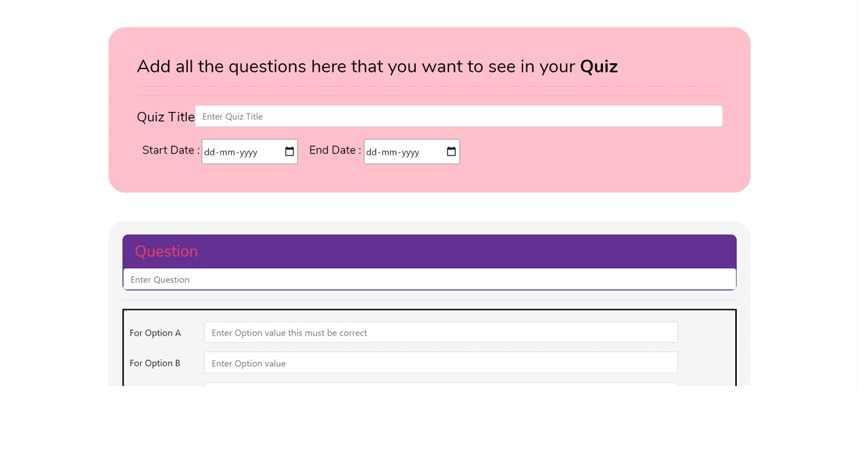 Add all the questions here that you want to see in your Quiz
Quiz Title Enter Quiz Title
Start Date : dd-mm-yyyy End Date : dd-mm-yyyy
Question
Enter Question
For Option A Enter Option value this must be correct
For Option B Enter Option value